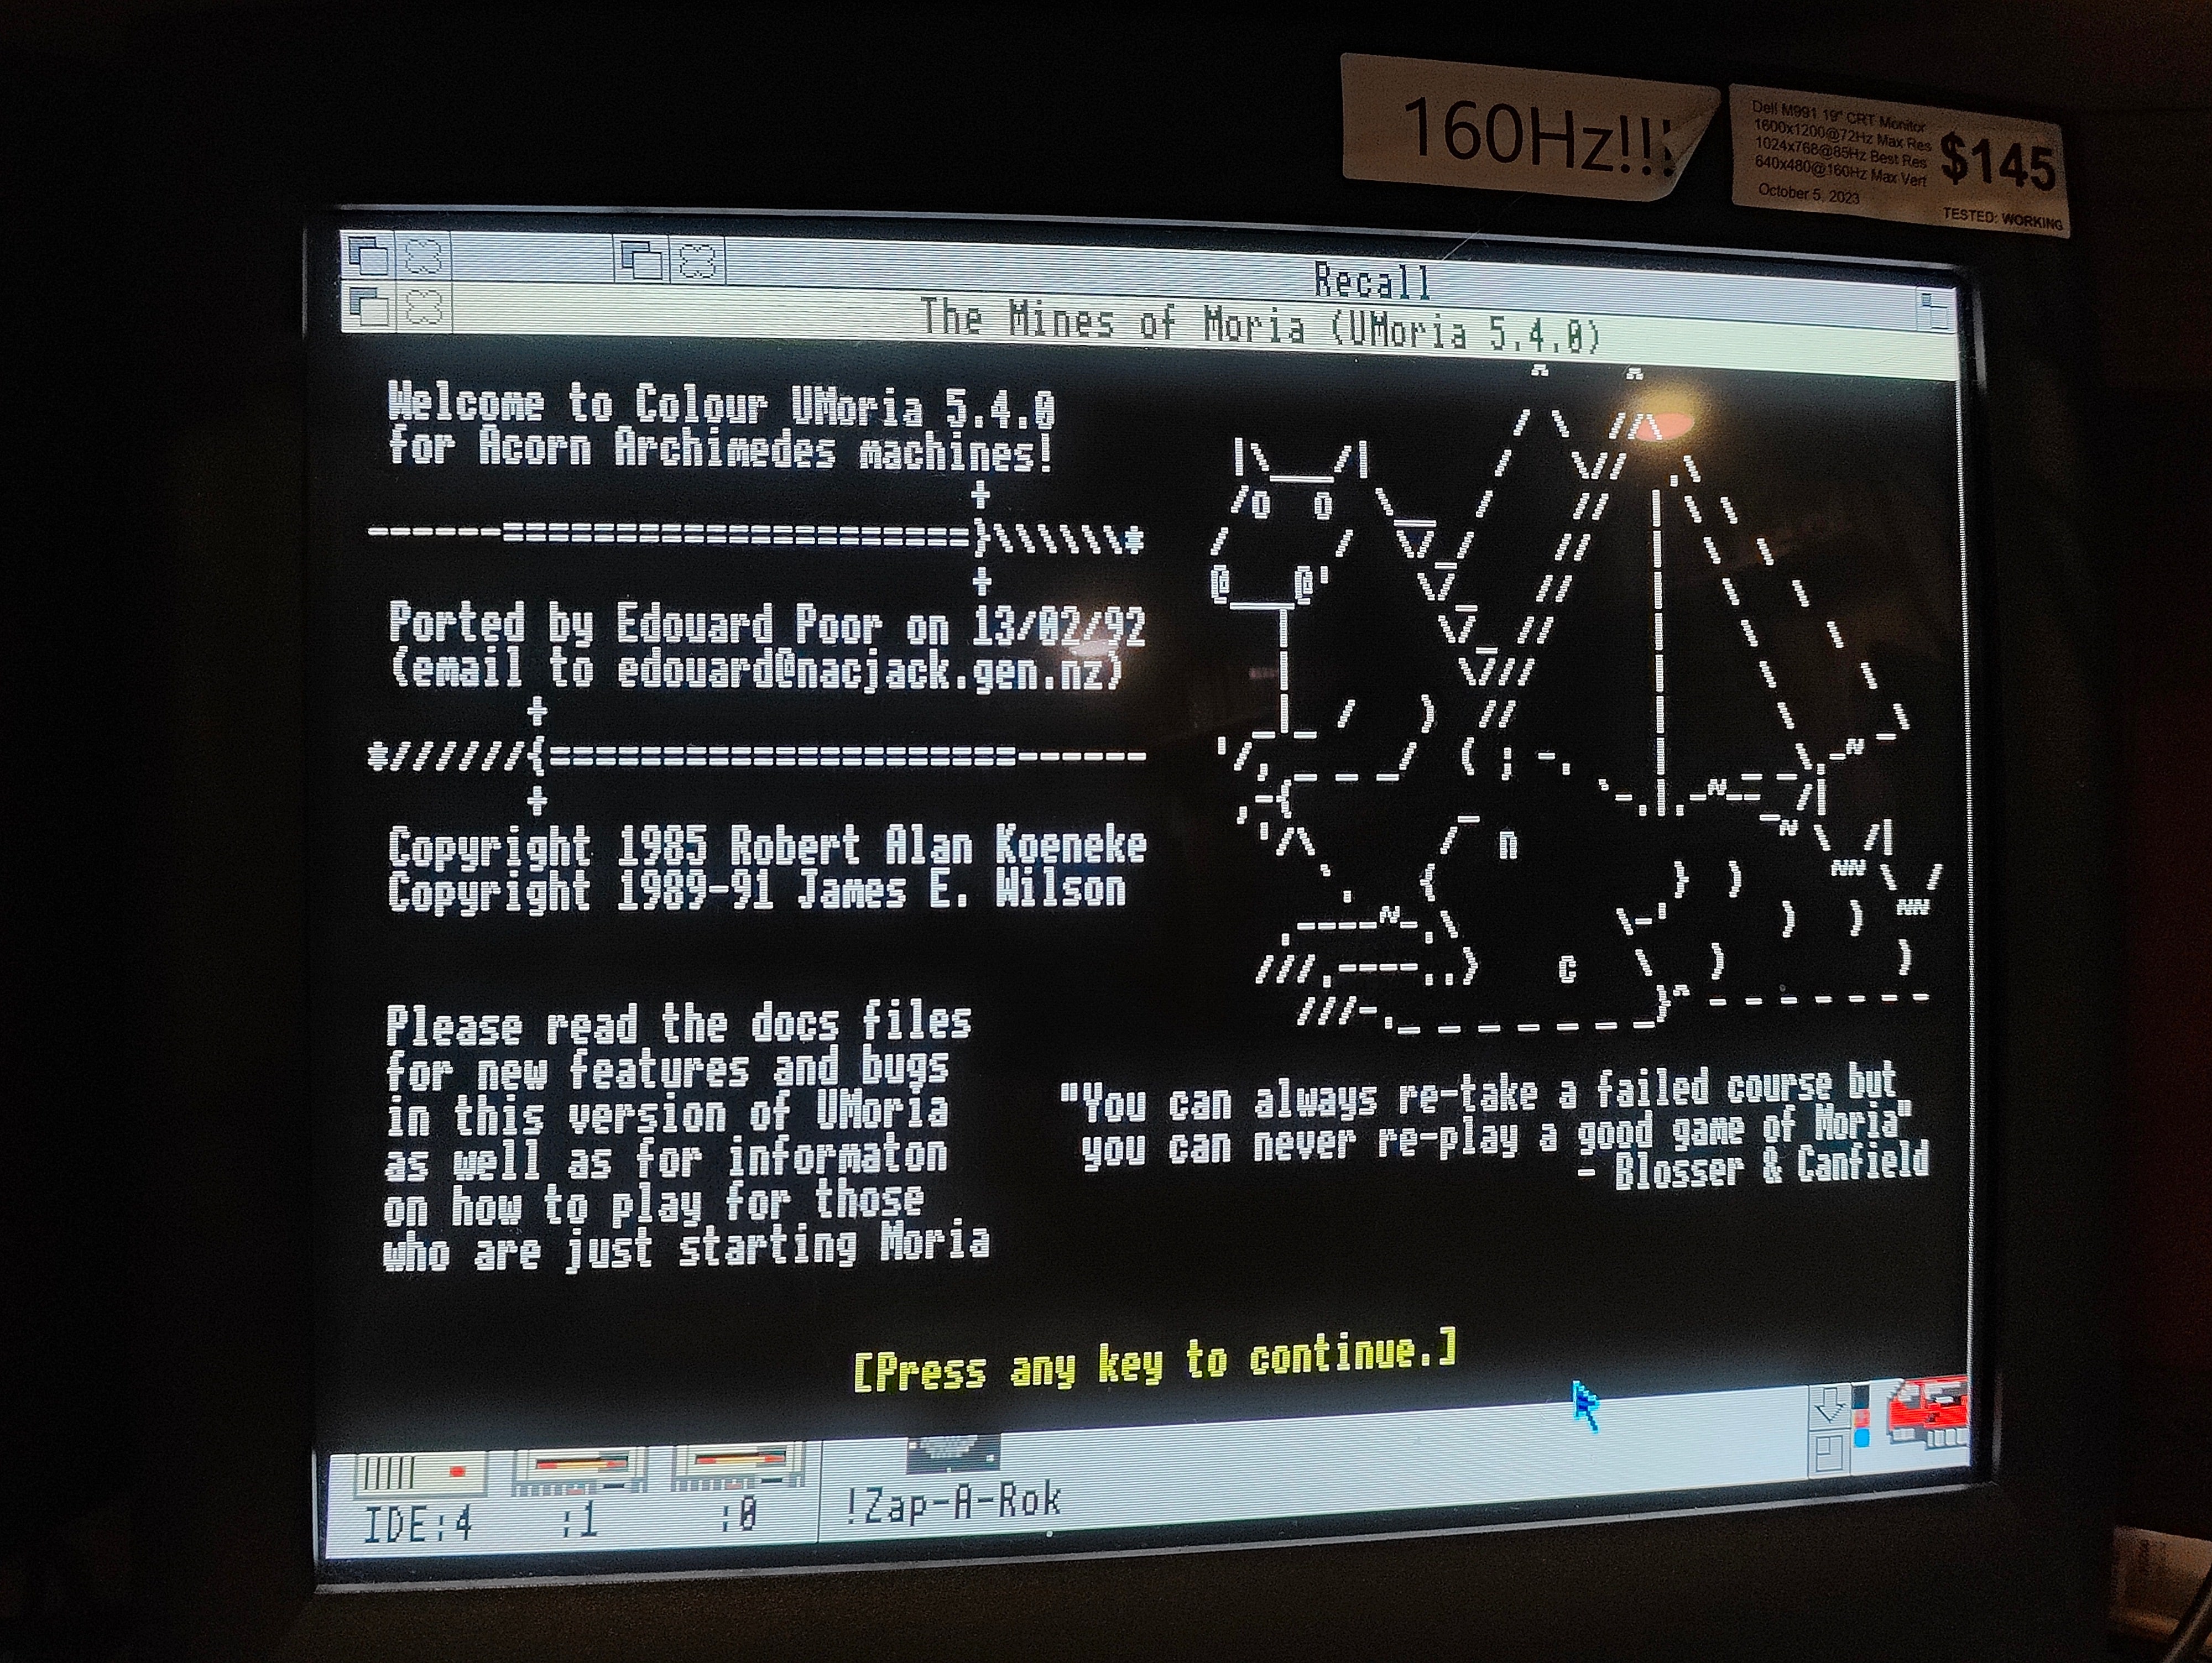 160Hz!!!
Dell M991 19" CRT Monitor
1600x1200@72Hz Max Res
1024x768@85Hz Best Res
640x480@160Hz Max Vert
$145
October 5, 2023
TESTED: WORKING
Recall
The Mines of Moria (UMoria 5.4.0)
Welcome to Colour UMoria 5.4.0
for Acorn Archimedes machines!
Ported by Edouard Poor on 13/02/92
(email to edouard@nacjack.gen.nz)
Copyright 1985 Robert Alan Koeneke
Copyright 1989-91 James E. Wilson
Please read the docs files
for new features and bugs
in this version of UMoria
as well as for informaton
on how to play for those
who are just starting Moria
"You can always re-take a failed course but
you can never re-play a good game of Moria"
- Blosser & Canfield
[Press any key to continue.]
IDE:4
:1
:0
!Zap-A-Rok